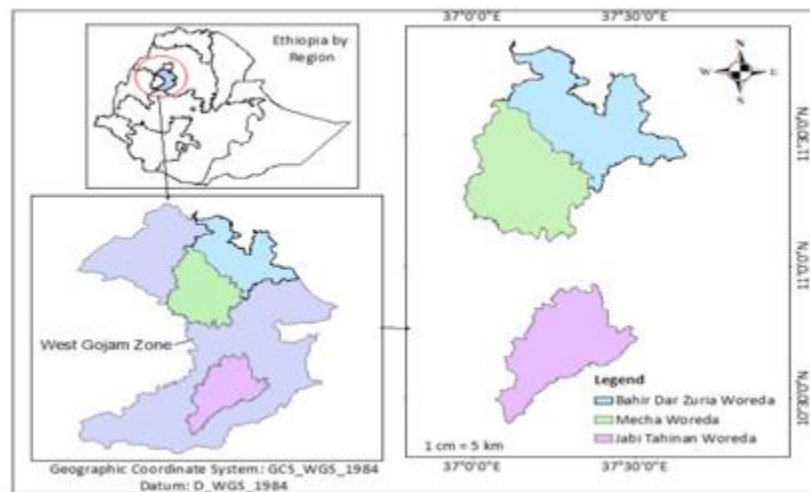 Ethiopia by
Region
West Gojam Zone
Geographic Coordinate System: GCS_WGS_1984
Datum: D_WGS_1984
37°0'0"E
37°30'0"E
N
W
E
S
11°30'0"N
11°0'0"N
10°30'0"N
Legend
Bahir Dar Zuria Woreda
Mecha Woreda
Jabi Tahinan Woreda
1 cm = 5 km
37°0'0"E
37°30'0"E